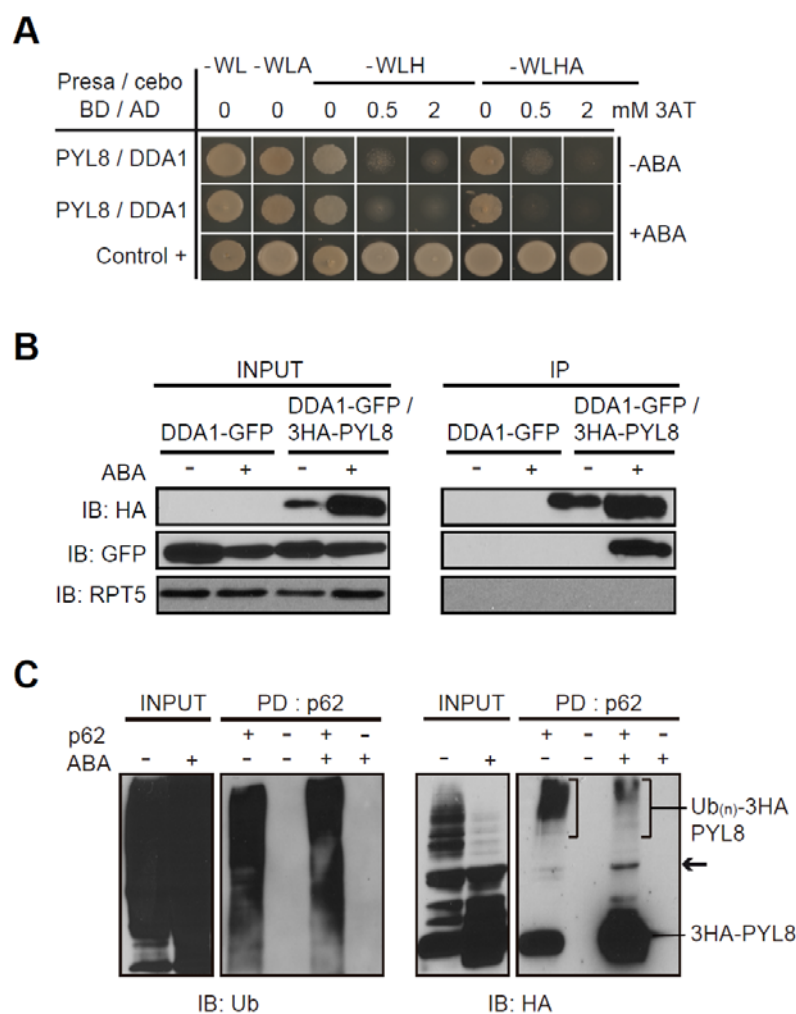 A
-WL -WLA -WLH -WLHA
Presa / cebo
BD / AD 0 0 0 0.5 2 0 0.5 2 mM 3AT
PYL8 / DDA1 -ABA
PYL8 / DDA1
+ABA
Control +
B
INPUT IP
DDA1-GFP DDA1-GFP / 3HA-PYL8 DDA1-GFP DDA1-GFP / 3HA-PYL8
ABA - + - + - + - +
IB: HA
IB: GFP
IB: RPT5
C
INPUT PD : p62 INPUT PD : p62
p62 + - + - + - + -
ABA - + - - + + - + - - + +
Ub(n)-3HA
PYL8
←
3HA-PYL8
IB: Ub IB: HA